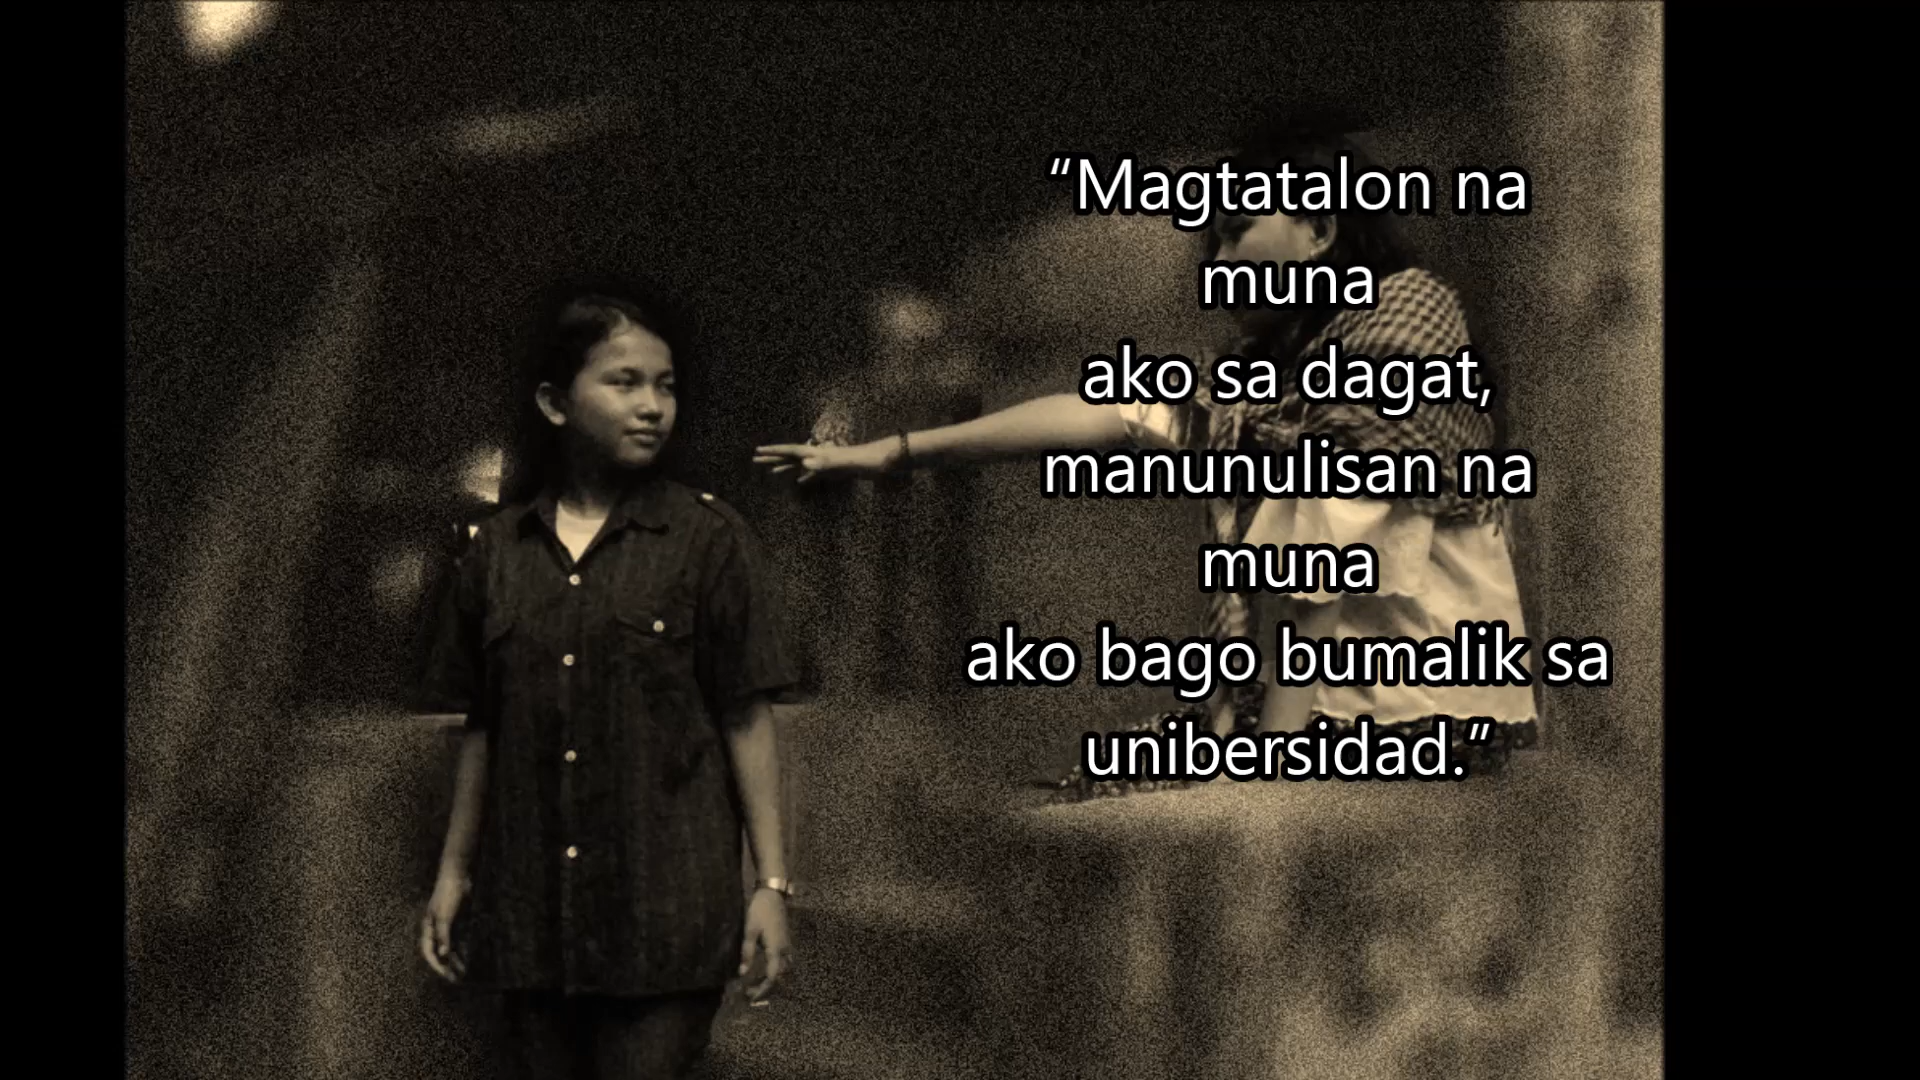 “Magtatalon na
muna
ako sa dagat,
manunulisan na
muna
ako bago bumalik sa
unibersidad.”